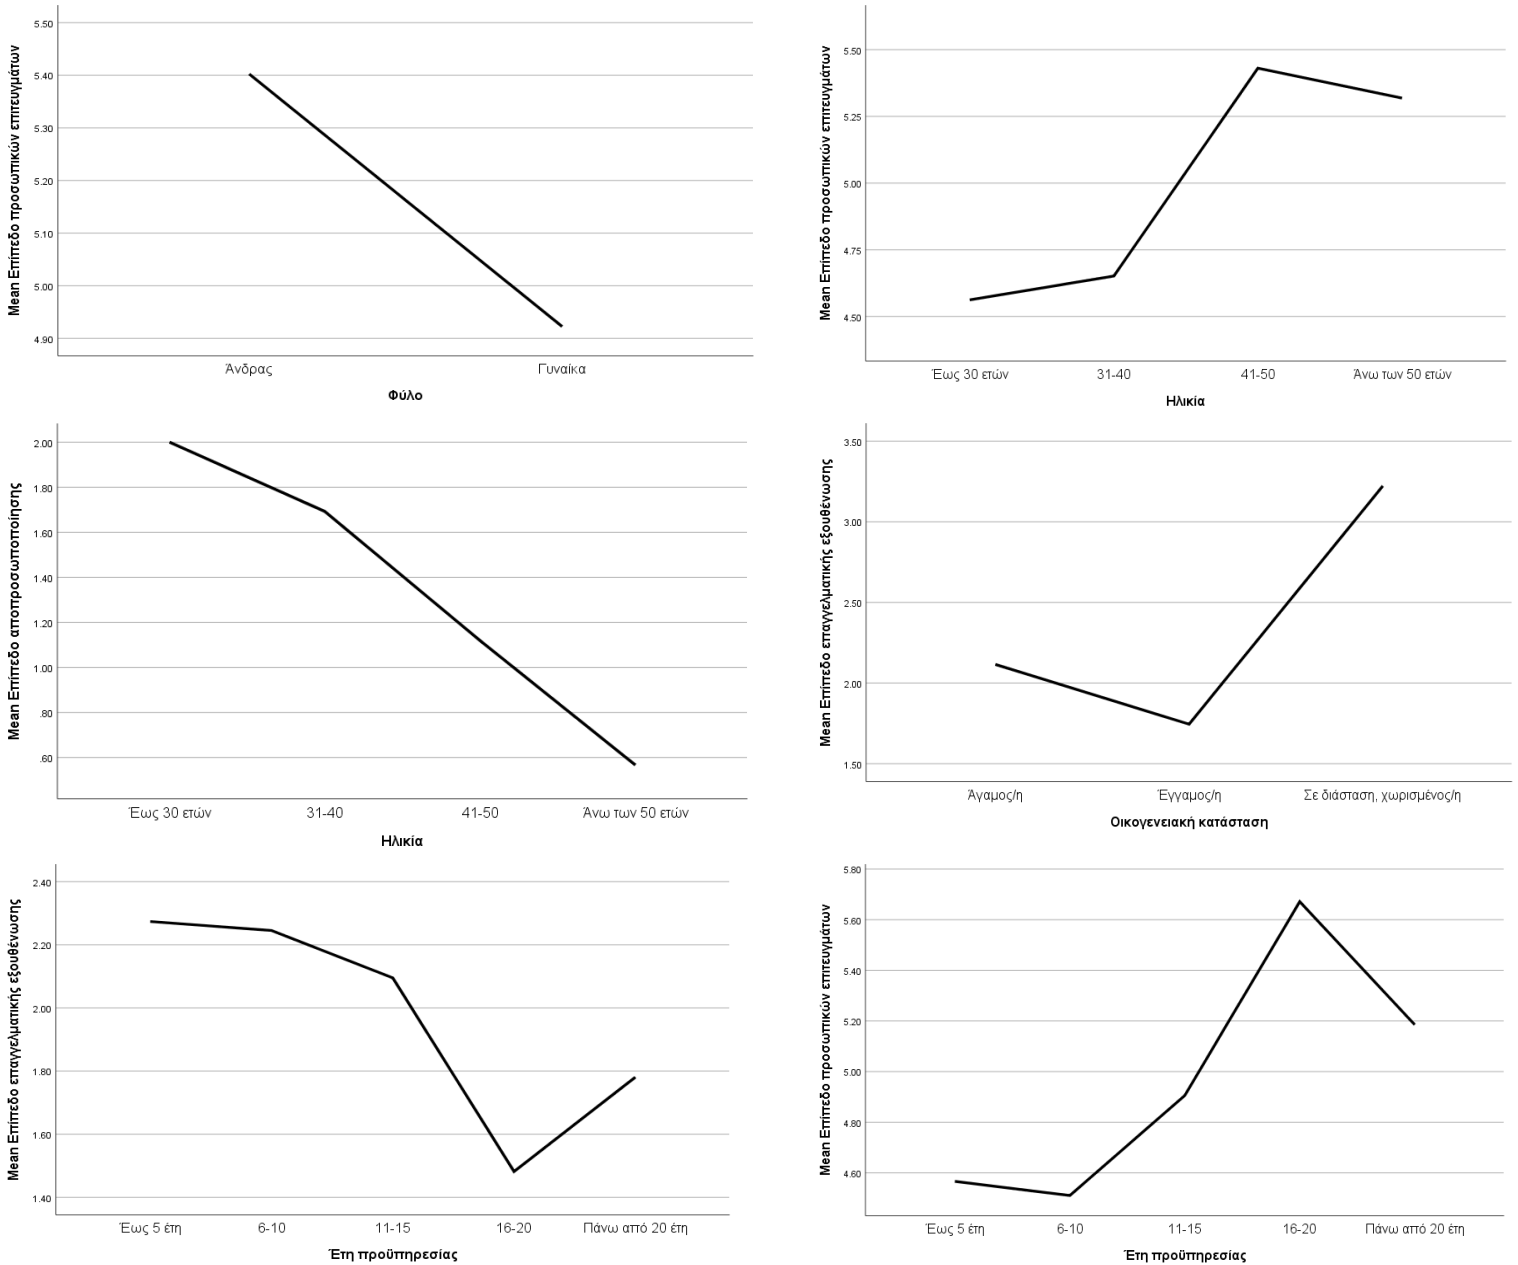 Mean Επίπεδο προσωπικών επιτευγμάτων
5.50
5.40
5.30
5.20
5.10
5.00
4.90
Άνδρας Γυναίκα
Φύλο
Mean Επίπεδο προσωπικών επιτευγμάτων
5.50
5.25
5.00
4.75
4.50
Έως 30 ετών 31-40 41-50 Άνω των 50 ετών
Ηλικία
Mean Επίπεδο αποπροσωποποίησης
2.00
1.80
1.60
1.40
1.20
1.00
.80
.60
Έως 30 ετών 31-40 41-50 Άνω των 50 ετών
Ηλικία
Mean Επίπεδο επαγγελματικής εξουθένωσης
3.50
3.00
2.50
2.00
1.50
Άγαμος/η Έγγαμος/η Σε διάσταση, χωρισμένος/η
Οικογενειακή κατάσταση
Mean Επίπεδο επαγγελματικής εξουθένωσης
2.40
2.20
2.00
1.80
1.60
1.40
Έως 5 έτη 6-10 11-15 16-20 Πάνω από 20 έτη
Έτη προϋπηρεσίας
Mean Επίπεδο προσωπικών επιτευγμάτων
5.80
5.60
5.40
5.20
5.00
4.80
4.60
Έως 5 έτη 6-10 11-15 16-20 Πάνω από 20 έτη
Έτη προϋπηρεσίας